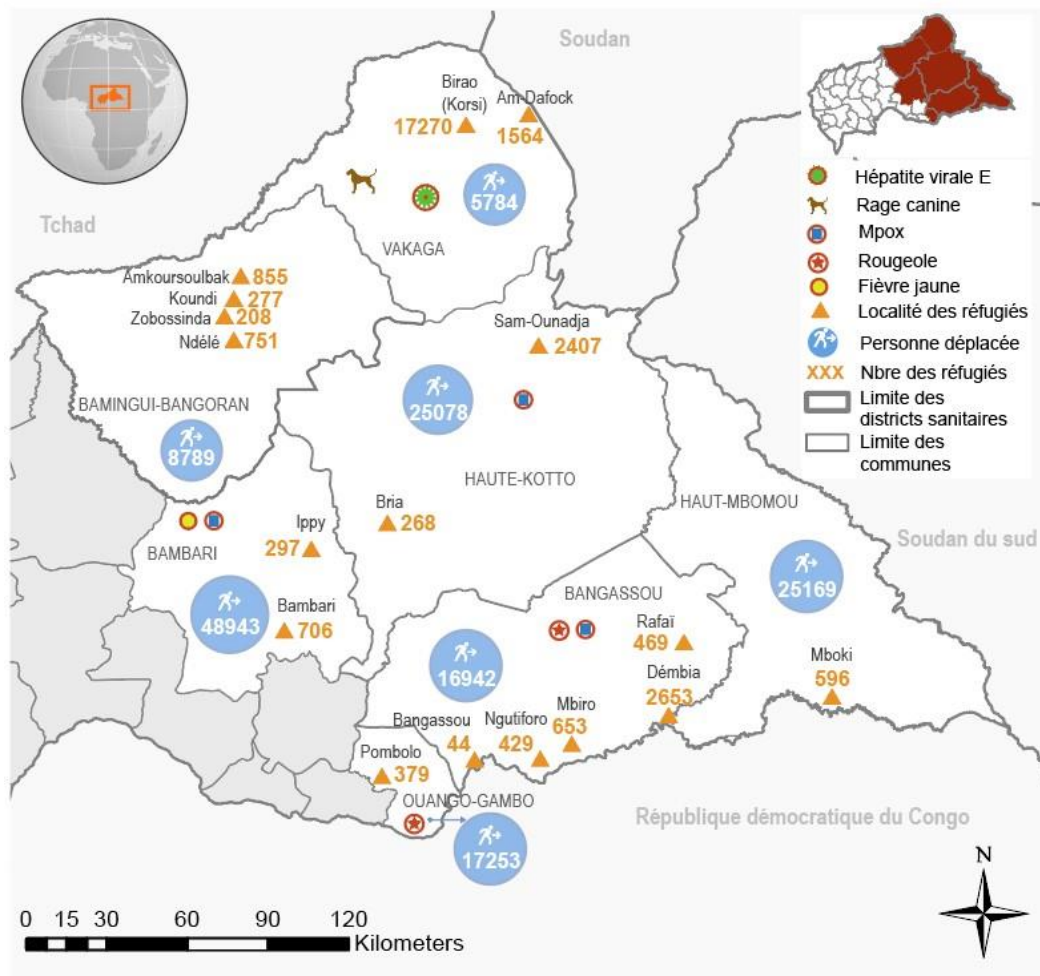 Soudan
Birao
(Korsi)
17270
Am-Dafock
1564
5784
Tchad
VAKAGA
Amkoursoulbak 855
Koundi 277
Zobossinda 208
Ndélé 751
Sam-Ounadja
2407
25078
BAMINGUI-BANGORAN
8789
HAUTE-KOTTO
HAUT-MBOMOU
Bria
268
Ippy
297
BAMBARI
Soudan du sud
25169
BANGASSOU
48943
Bambari
706
Rafaï
469
16942
Démbia
2653
Mboki
596
Mbiro
653
Bangassou
44
Ngutiforo
429
Pombolo
379
OUANGO-GAMBO
17253
République démocratique du Congo
Hépatite virale E
Rage canine
Mpox
Rougeole
Fièvre jaune
Localité des réfugiés
Personne déplacée
XXX Nbre des réfugiés
Limite des
districts sanitaires
Limite des
communes
N
0 15 30 60 90 120
Kilometers